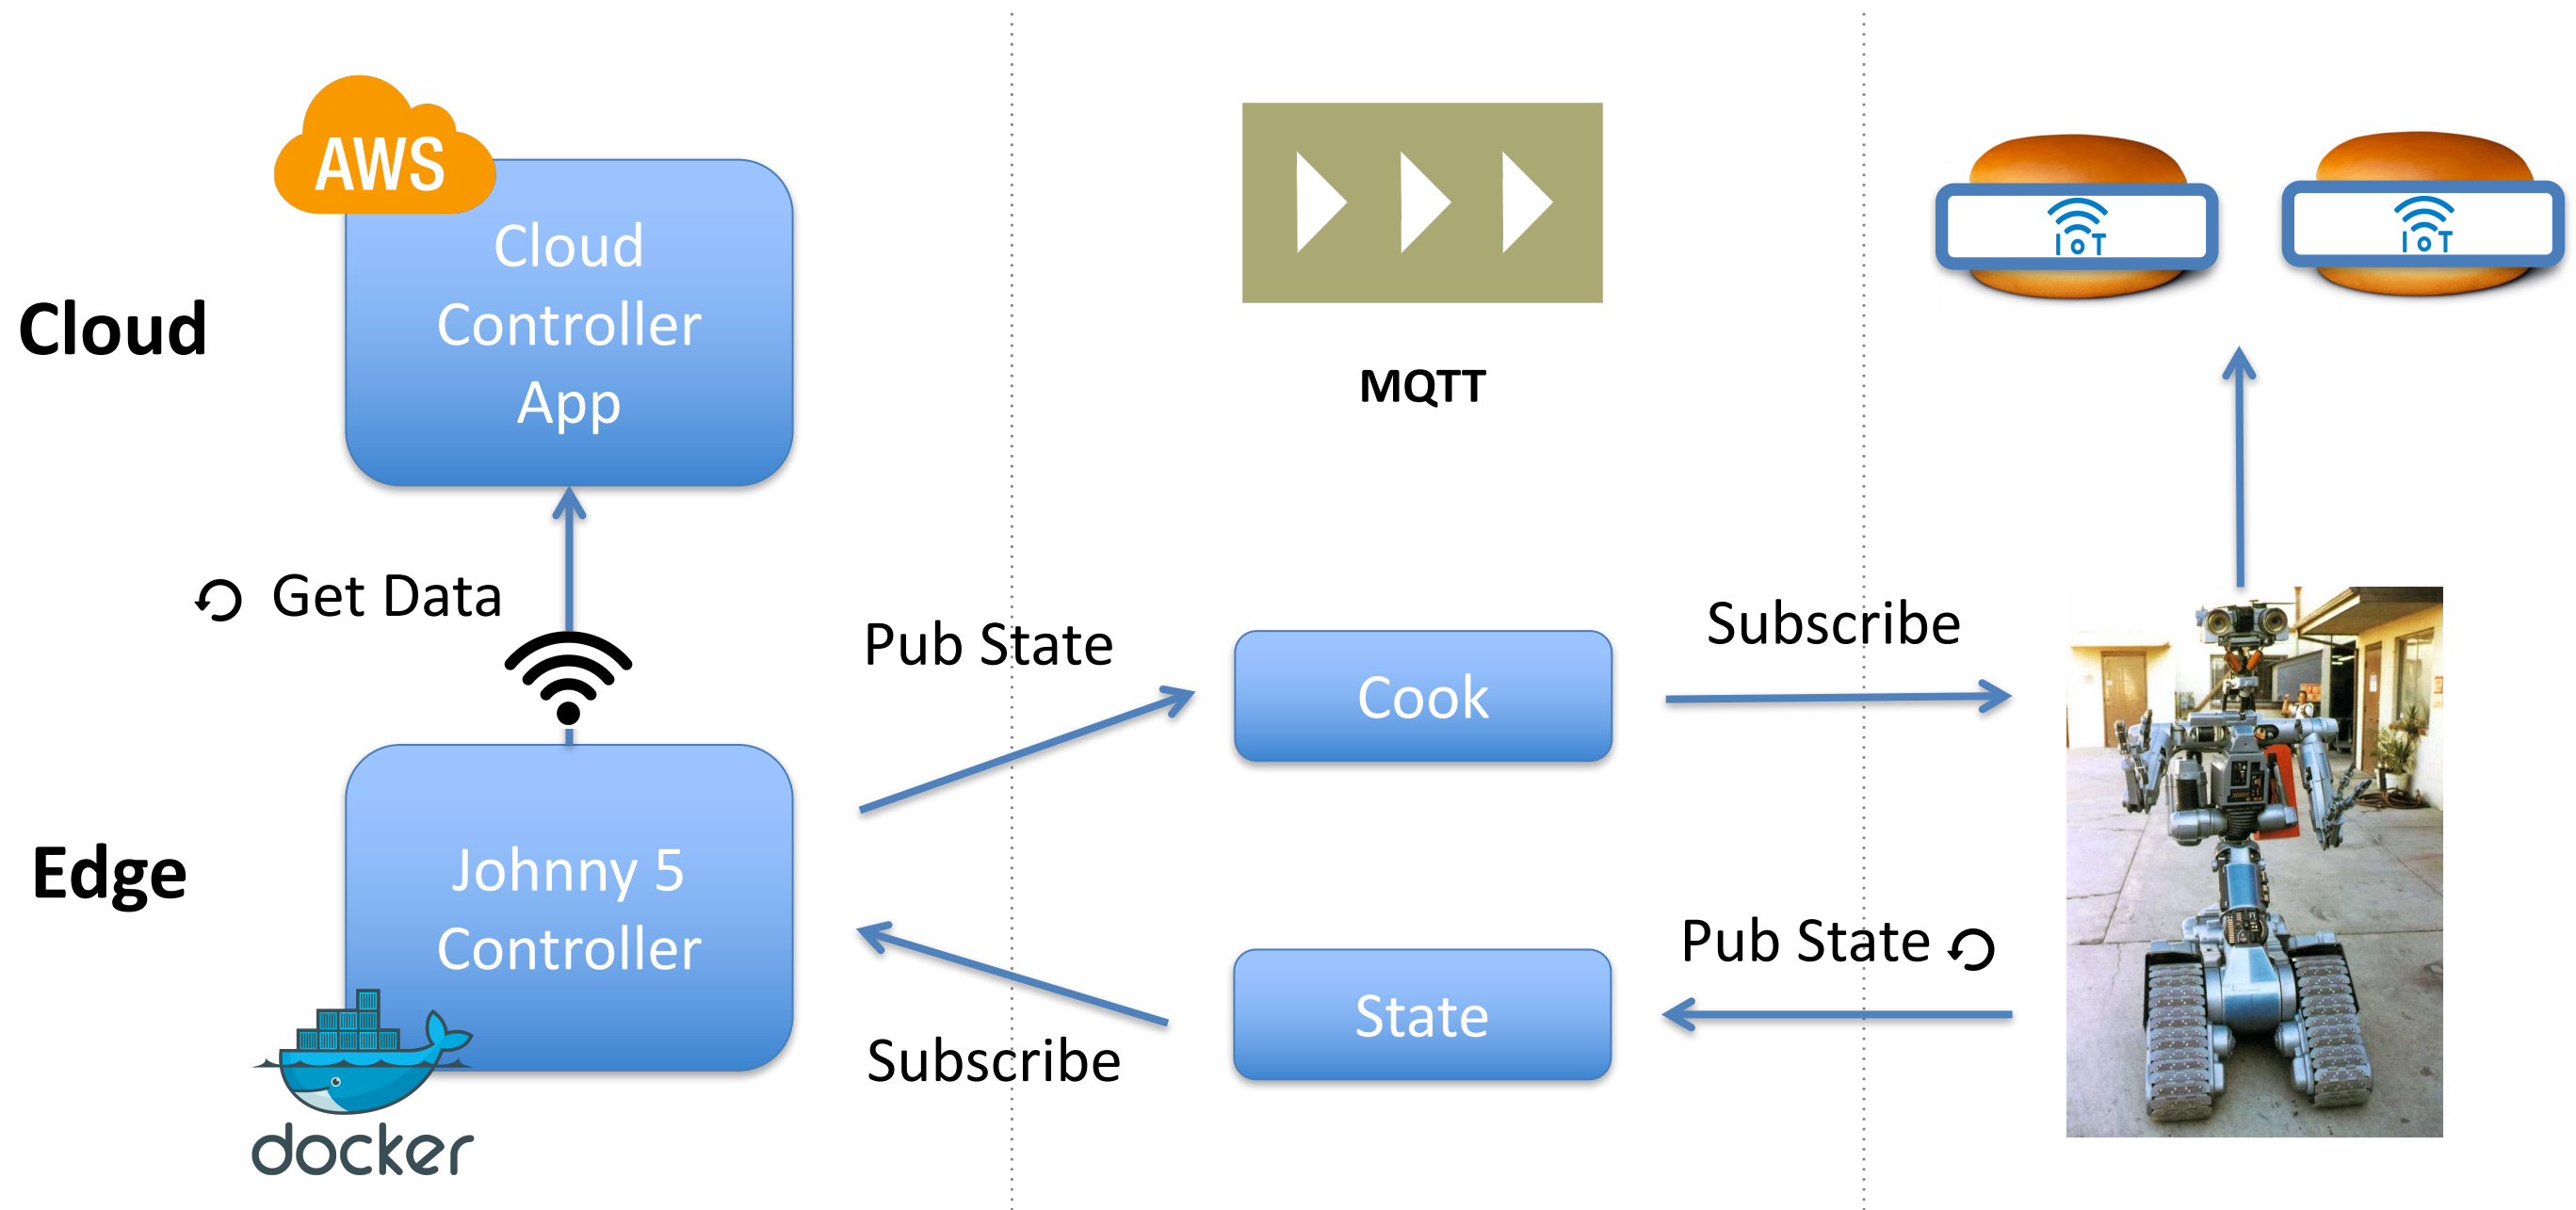 AWS
Cloud
Controller
App
Cloud
MQTT
IoT
IoT
Get Data
Pub State
Subscribe
Cook
Edge
Johnny 5
Controller
Pub State
State
Subscribe
docker